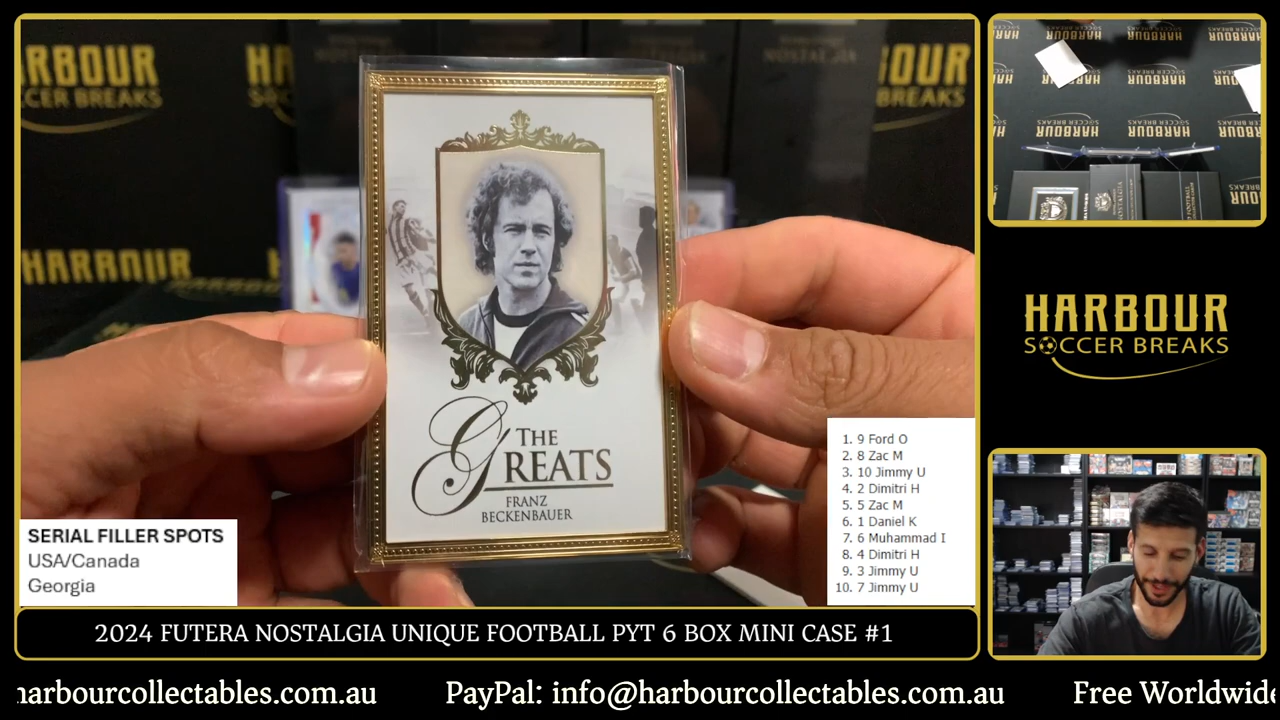 HARBOUR
SOCCER BREAKS
THE
GREATS
FRANZ
BECKENBAUER
SERIAL FILLER SPOTS
USA/Canada
Georgia
1. 9 Ford O
2. 8 Zac M
3. 10 Jimmy U
4. 2 Dimitri H
5. 5 Zac M
6. 1 Daniel K
7. 6 Muhammad I
8. 4 Dimitri H
9. 3 Jimmy U
10. 7 Jimmy U
HARBOUR
SOCCER BREAKS
2024 FUTERA NOSTALGIA UNIQUE FOOTBALL PYT 6 BOX MINI CASE #1
harbourcollectables.com.au PayPal: info@harbourcollectables.com.au Free Worldwide